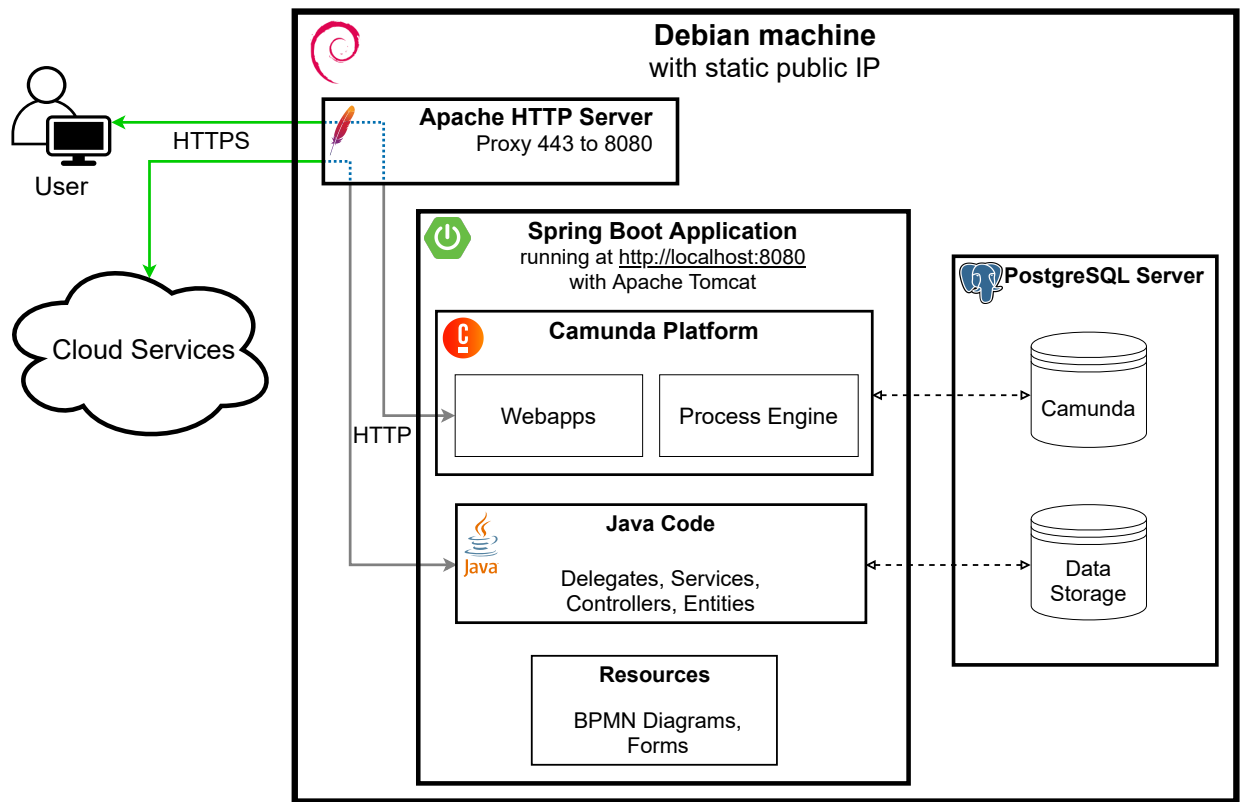 Debian machine
with static public IP
Apache HTTP Server
Proxy 443 to 8080
HTTPS
User
Cloud Services
Spring Boot Application
running at http://localhost:8080
with Apache Tomcat
PostgreSQL Server
Camunda Platform
Webapps
Process Engine
Camunda
HTTP
Java Code
Java
Delegates, Services,
Controllers, Entities
Data
Storage
Resources
BPMN Diagrams,
Forms